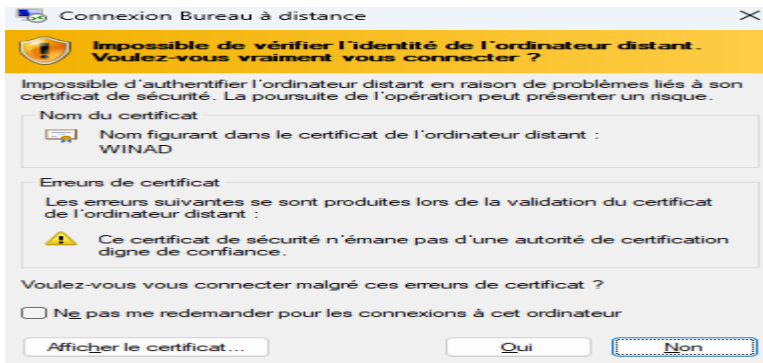 Connexion Bureau à distance
Impossible de vérifier l'identité de l'ordinateur distant.
Voulez-vous vraiment vous connecter ?
Impossible d'authentifier l'ordinateur distant en raison de problèmes liés à son
certificat de sécurité. La poursuite de l'opération peut présenter un risque.
Nom du certificat
Nom figurant dans le certificat de l'ordinateur distant :
WINAD
Erreurs de certificat
Les erreurs suivantes se sont produites lors de la validation du certificat
de l'ordinateur distant :
Ce certificat de sécurité n'émane pas d'une autorité de certification
digne de confiance.
Voulez-vous vous connecter malgré ces erreurs de certificat ?
Ne pas me redemander pour les connexions à cet ordinateur
Afficher le certificat... Oui Non